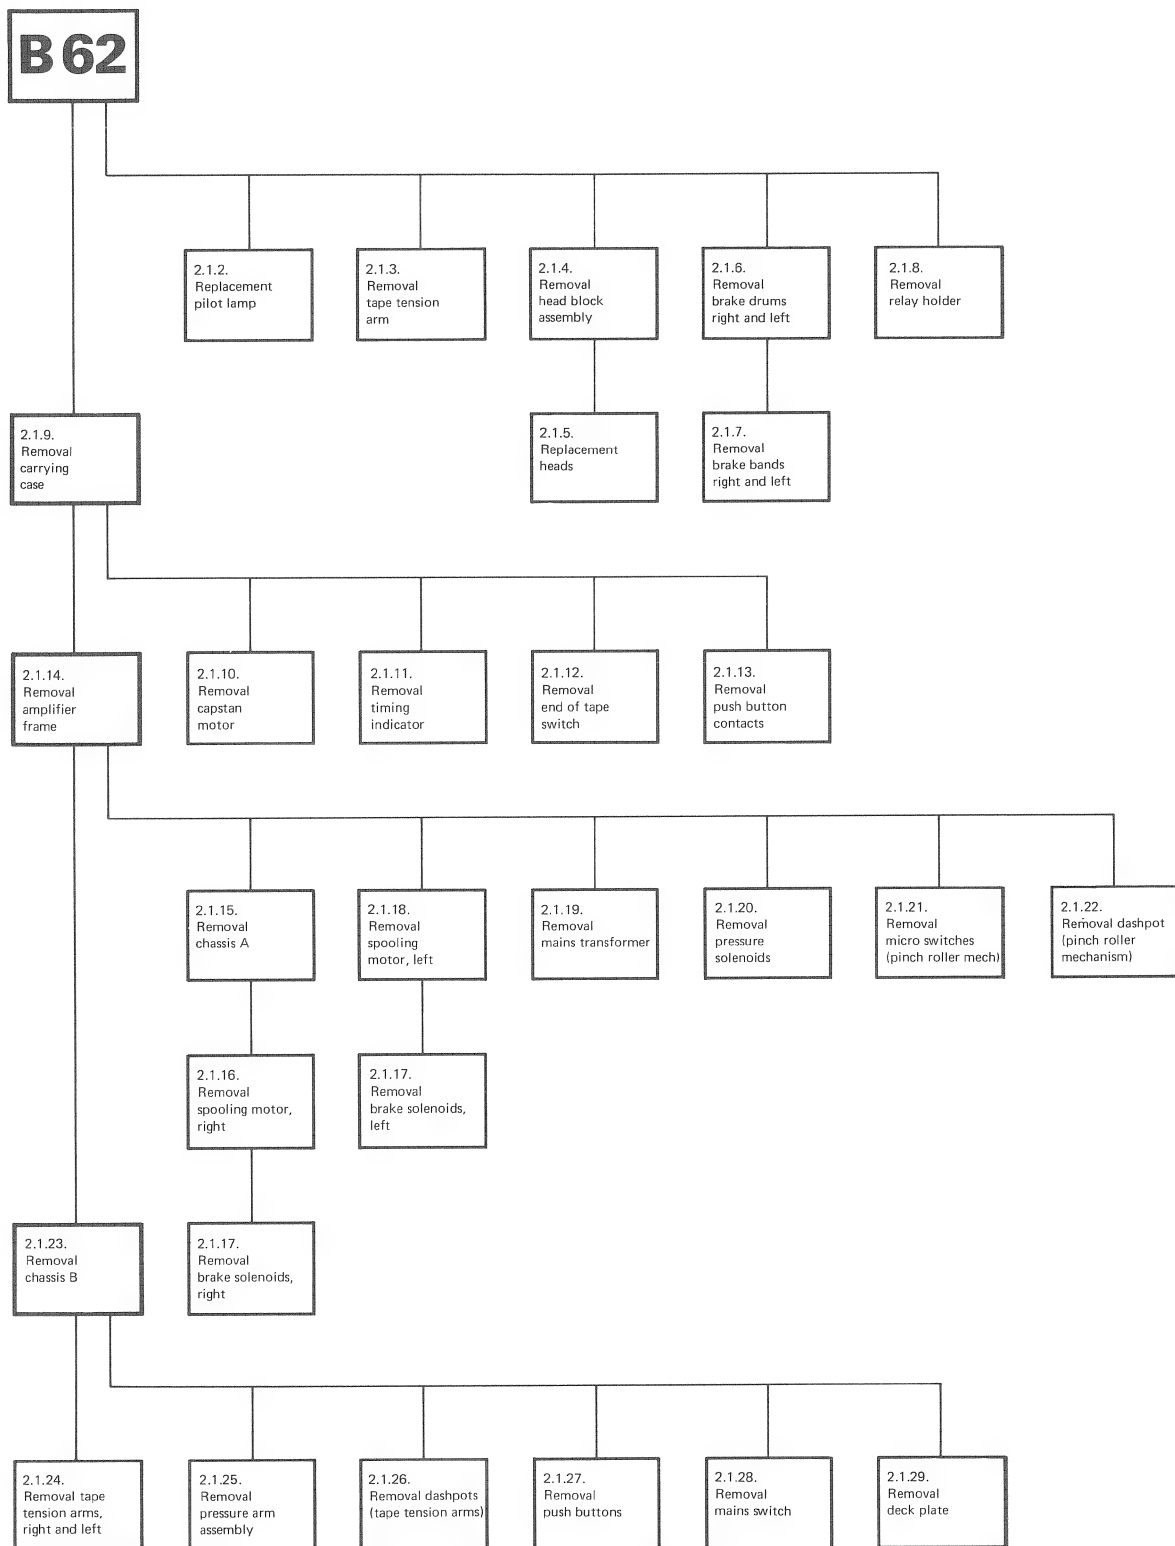 B62
2.1.2.
Replacement
pilot lamp
2.1.3.
Removal
tape tension
arm
2.1.4.
Removal
head block
assembly
2.1.6.
Removal
brake drums
right and left
2.1.8.
Removal
relay holder
2.1.9.
Removal
carrying
case
2.1.5.
Replacement
heads
2.1.7.
Removal
brake bands
right and left
2.1.14.
Removal
amplifier
frame
2.1.10.
Removal
capstan
motor
2.1.11.
Removal
timing
indicator
2.1.12.
Removal
end of tape
switch
2.1.13.
Removal
push button
contacts
2.1.15.
Removal
chassis A
2.1.18.
Removal
spooling
motor, left
2.1.19.
Removal
mains transformer
2.1.20.
Removal
pressure
solenoids
2.1.21.
Removal
micro switches
(pinch roller mech)
2.1.22.
Removal dashpot
(pinch roller
mechanism)
2.1.16.
Removal
spooling motor,
right
2.1.17.
Removal
brake solenoids,
left
2.1.23.
Removal
chassis B
2.1.17.
Removal
brake solenoids,
right
2.1.24.
Removal tape
tension arms,
right and left
2.1.25.
Removal
pressure arm
assembly
2.1.26.
Removal dashpots
(tape tension arms)
2.1.27.
Removal
push buttons
2.1.28.
Removal
mains switch
2.1.29.
Removal
deck plate